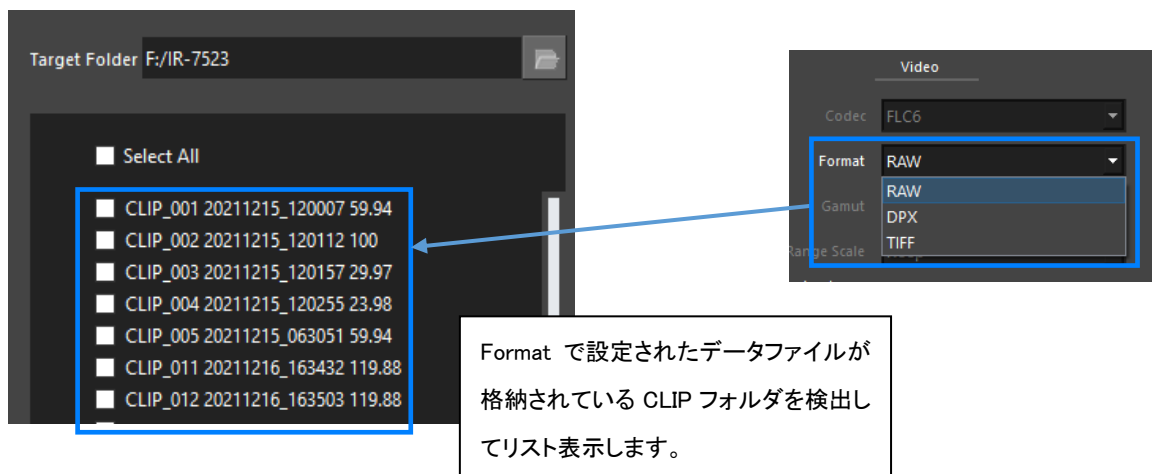 Target Folder F:/IR-7523
Select All
CLIP_001 20211215_120007 59.94
CLIP_002 20211215_120112 100
CLIP_003 20211215_120157 29.97
CLIP_004 20211215_120255 23.98
CLIP_005 20211215_063051 59.94
CLIP_011 20211216_163432 119.88
CLIP_012 20211216_163503 119.88
Video
Codec FLC6
Format RAW
RAW
Gamut
DPX
TIFF
Range Scale
Format で設定されたデータファイルが
格納されている CLIP フォルダを検出し
てリスト表示します。